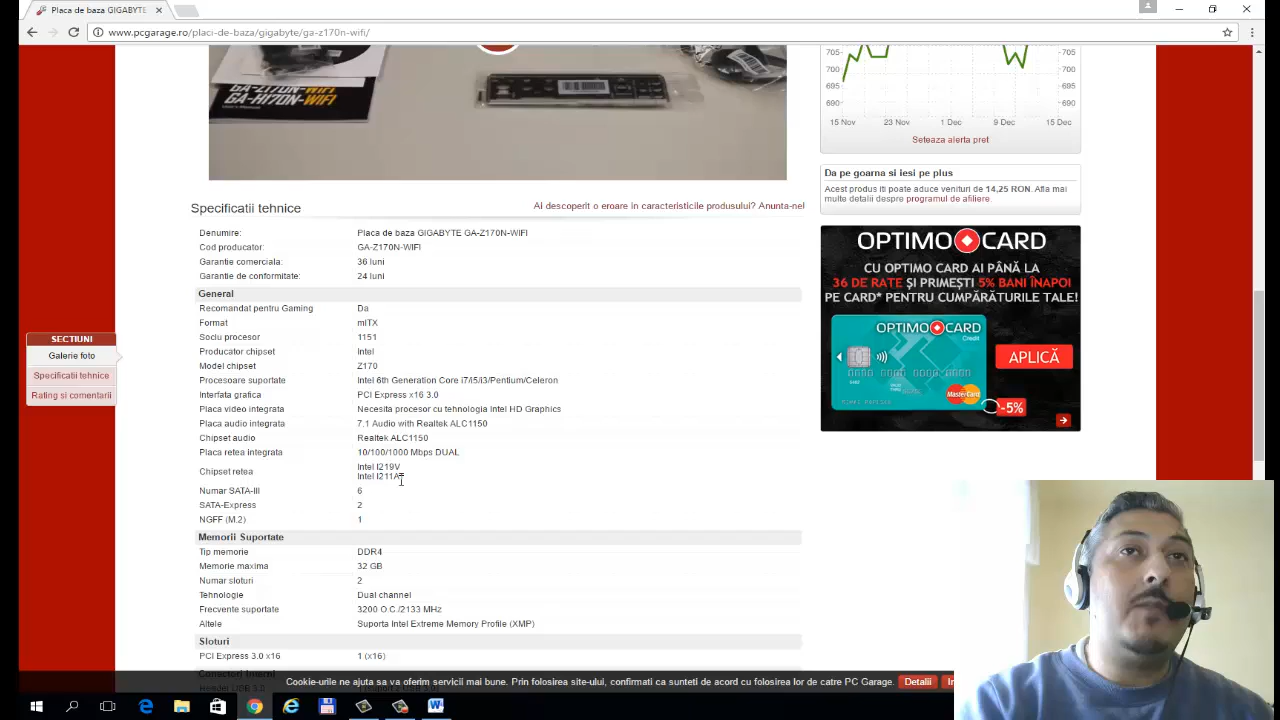 Placa de baza GIGABYTE
www.pcgarage.ro/placi-de-baza/gigabyte/ga-z170n-wifi/
GA-Z170N-WIFI
GA-H170N-WIFI
705
700
695
690
705
700
695
690
15 Nov 23 Nov 1 Dec 9 Dec 15 Dec
Seteaza alerta pret
Da pe goarna si iesi pe plus
Acest produs iti poate aduce venituri de 14,25 RON. Afla mai
multe detalii despre programul de afiliere.
Specificatii tehnice
Ai descoperit o eroare in caracteristicile produsului? Anunta-ne!
Denumire: Placa de baza GIGABYTE GA-Z170N-WIFI
Cod producator: GA-Z170N-WIFI
Garantie comerciala: 36 luni
Garantie de conformitate: 24 luni
General
Recomandat pentru Gaming Da
Format mITX
Soclu procesor 1151
Producator chipset Intel
Model chipset Z170
Procesoare suportate Intel 6th Generation Core i7/i5/i3/Pentium/Celeron
Interfata grafica PCI Express x16 3.0
Placa video integrata Necesita procesor cu tehnologia Intel HD Graphics
Placa audio integrata 7.1 Audio with Realtek ALC1150
Chipset audio Realtek ALC1150
Placa retea integrata 10/100/1000 Mbps DUAL
Chipset retea Intel I219V
Intel I211AT
Numar SATA-III 6
SATA-Express 2
NGFF (M.2) 1
Memorii Suportate
Tip memorie DDR4
Memorie maxima 32 GB
Numar sloturi 2
Tehnologie Dual channel
Frecvente suportate 3200 O.C./2133 MHz
Altele Suporta Intel Extreme Memory Profile (XMP)
Sloturi
PCI Express 3.0 x16 1 (x16)
SECTIUNI
Galerie foto
Specificatii tehnice
Rating si comentarii
OPTIMO CARD
CU OPTIMO CARD AI PÂNĂ LA
36 DE RATE ȘI PRIMEȘTI 5% BANI ÎNAPOI
PE CARD* PENTRU CUMPĂRĂTURILE TALE!
OPTIMO CARD
Credit
MasterCard
APLICĂ
-5%
Cookie-urile ne ajuta sa va oferim servicii mai bune. Prin folosirea site-ului, confirmati ca sunteti de acord cu folosirea lor de catre PC Garage.
Detalii